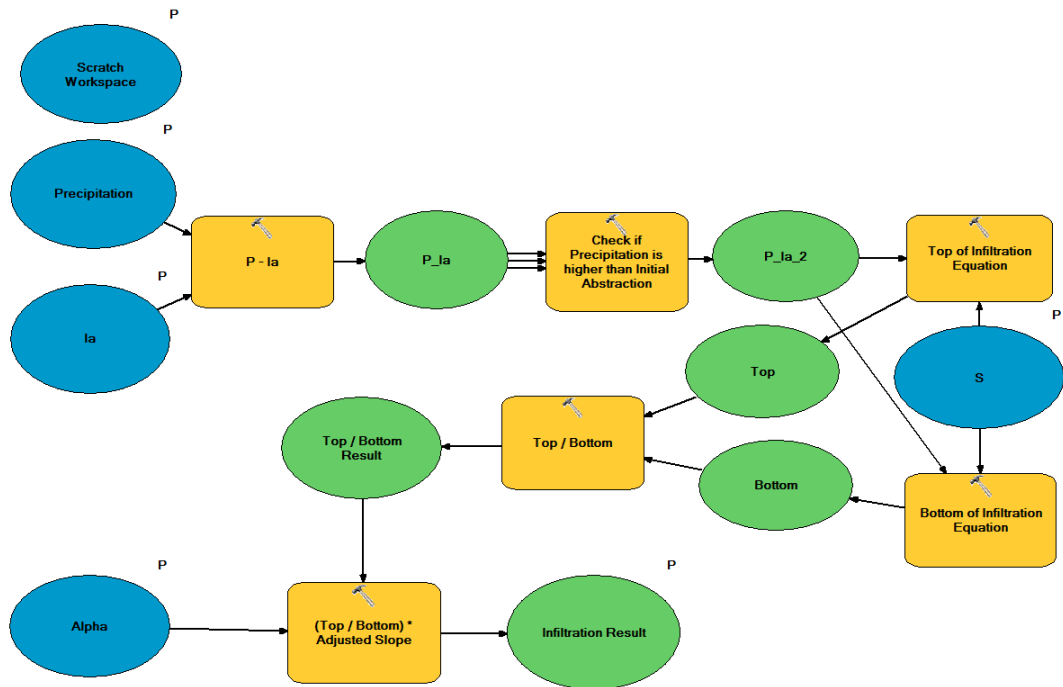 P
Scratch
Workspace
P
Precipitation
P - Ia
P_Ia
Check if
Precipitation is
higher than Initial
Abstraction
P_Ia_2
Top of Infiltration
Equation
P
Ia
P
S
Top
Top / Bottom
Result
Top / Bottom
Bottom
Bottom of Infiltration
Equation
P
Alpha
(Top / Bottom) *
Adjusted Slope
P
Infiltration Result